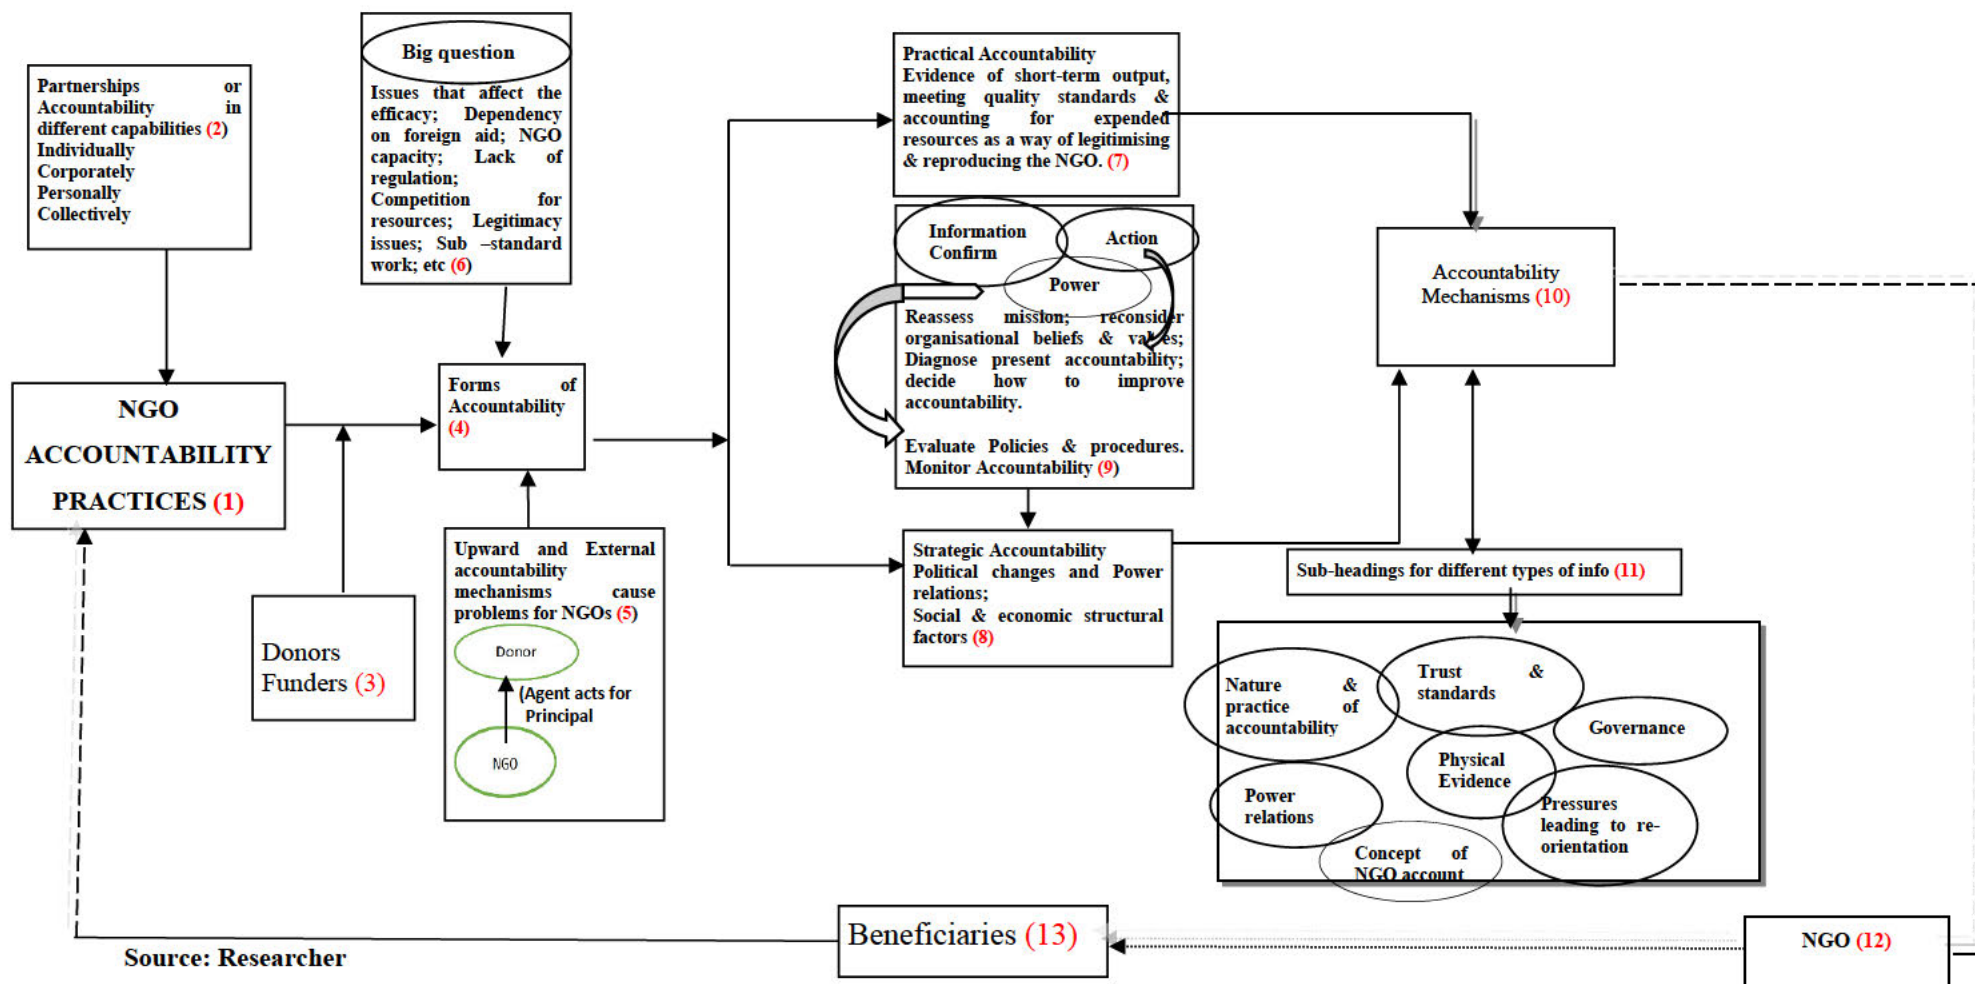 Big question
Issues that affect the
efficacy; Dependency
on foreign aid; NGO
capacity; Lack of
regulation;
Competition for
resources; Legitimacy
issues; Sub –standard
work; etc (6)
Partnerships or
Accountability in
different capabilities (2)
Individually
Corporately
Personally
Collectively
NGO
ACCOUNTABILITY
PRACTICES (1)
Donors
Funders (3)
Forms of
Accountability
(4)
Upward and External
accountability
mechanisms cause
problems for NGOs (5)
Donor
(Agent acts for
Principal
NGO
Practical Accountability
Evidence of short-term output,
meeting quality standards &
accounting for expended
resources as a way of legitimising
& reproducing the NGO. (7)
Information
Confirm
Action
Power
Reassess mission; reconsider
organisational beliefs & values;
Diagnose present accountability;
decide how to improve
accountability.
Evaluate Policies & procedures.
Monitor Accountability (9)
Strategic Accountability
Political changes and Power
relations;
Social & economic structural
factors (8)
Accountability
Mechanisms (10)
Sub-headings for different types of info (11)
Nature &
practice of
accountability
Trust &
standards
Governance
Physical
Evidence
Power
relations
Pressures
leading to re-
orientation
Concept of
NGO account
NGO (12)
Beneficiaries (13)
Source: Researcher